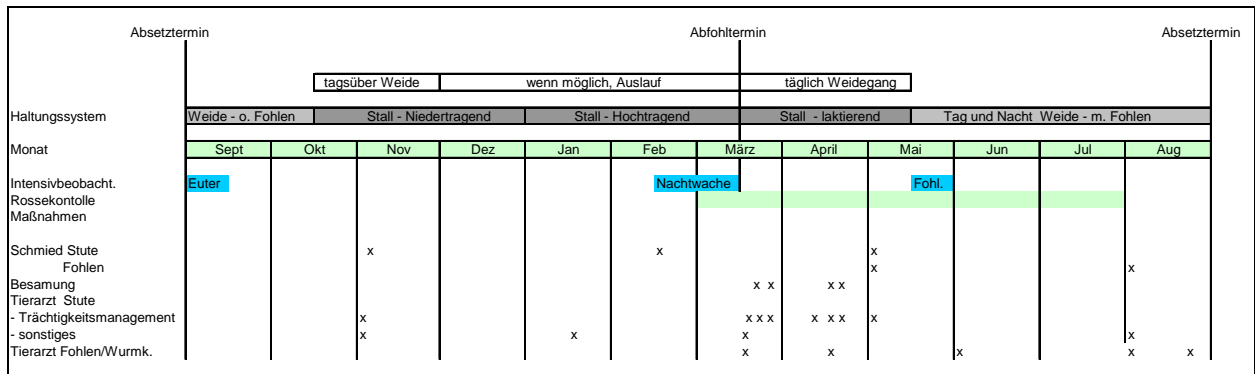 Absetztermin Abfohltermin Absetztermin
tagsüber Weide wenn möglich, Auslauf täglich Weidegang
Haltungssystem Weide - o. Fohlen Stall - Niedertragend Stall - Hochtragend Stall - laktierend Tag und Nacht Weide - m. Fohlen
Monat Sept Okt Nov Dez Jan Feb März April Mai Jun Jul Aug
Intensivbeobacht. Euter Nachtwache Fohl.
Rossekontolle
Maßnahmen
Schmied Stute x x x
Fohlen x x
Besamung x x x x
Tierarzt Stute
- Trächtigkeitsmanagement x x x x x x x x
- sonstiges x x x x
Tierarzt Fohlen/Wurmk. x x x x x